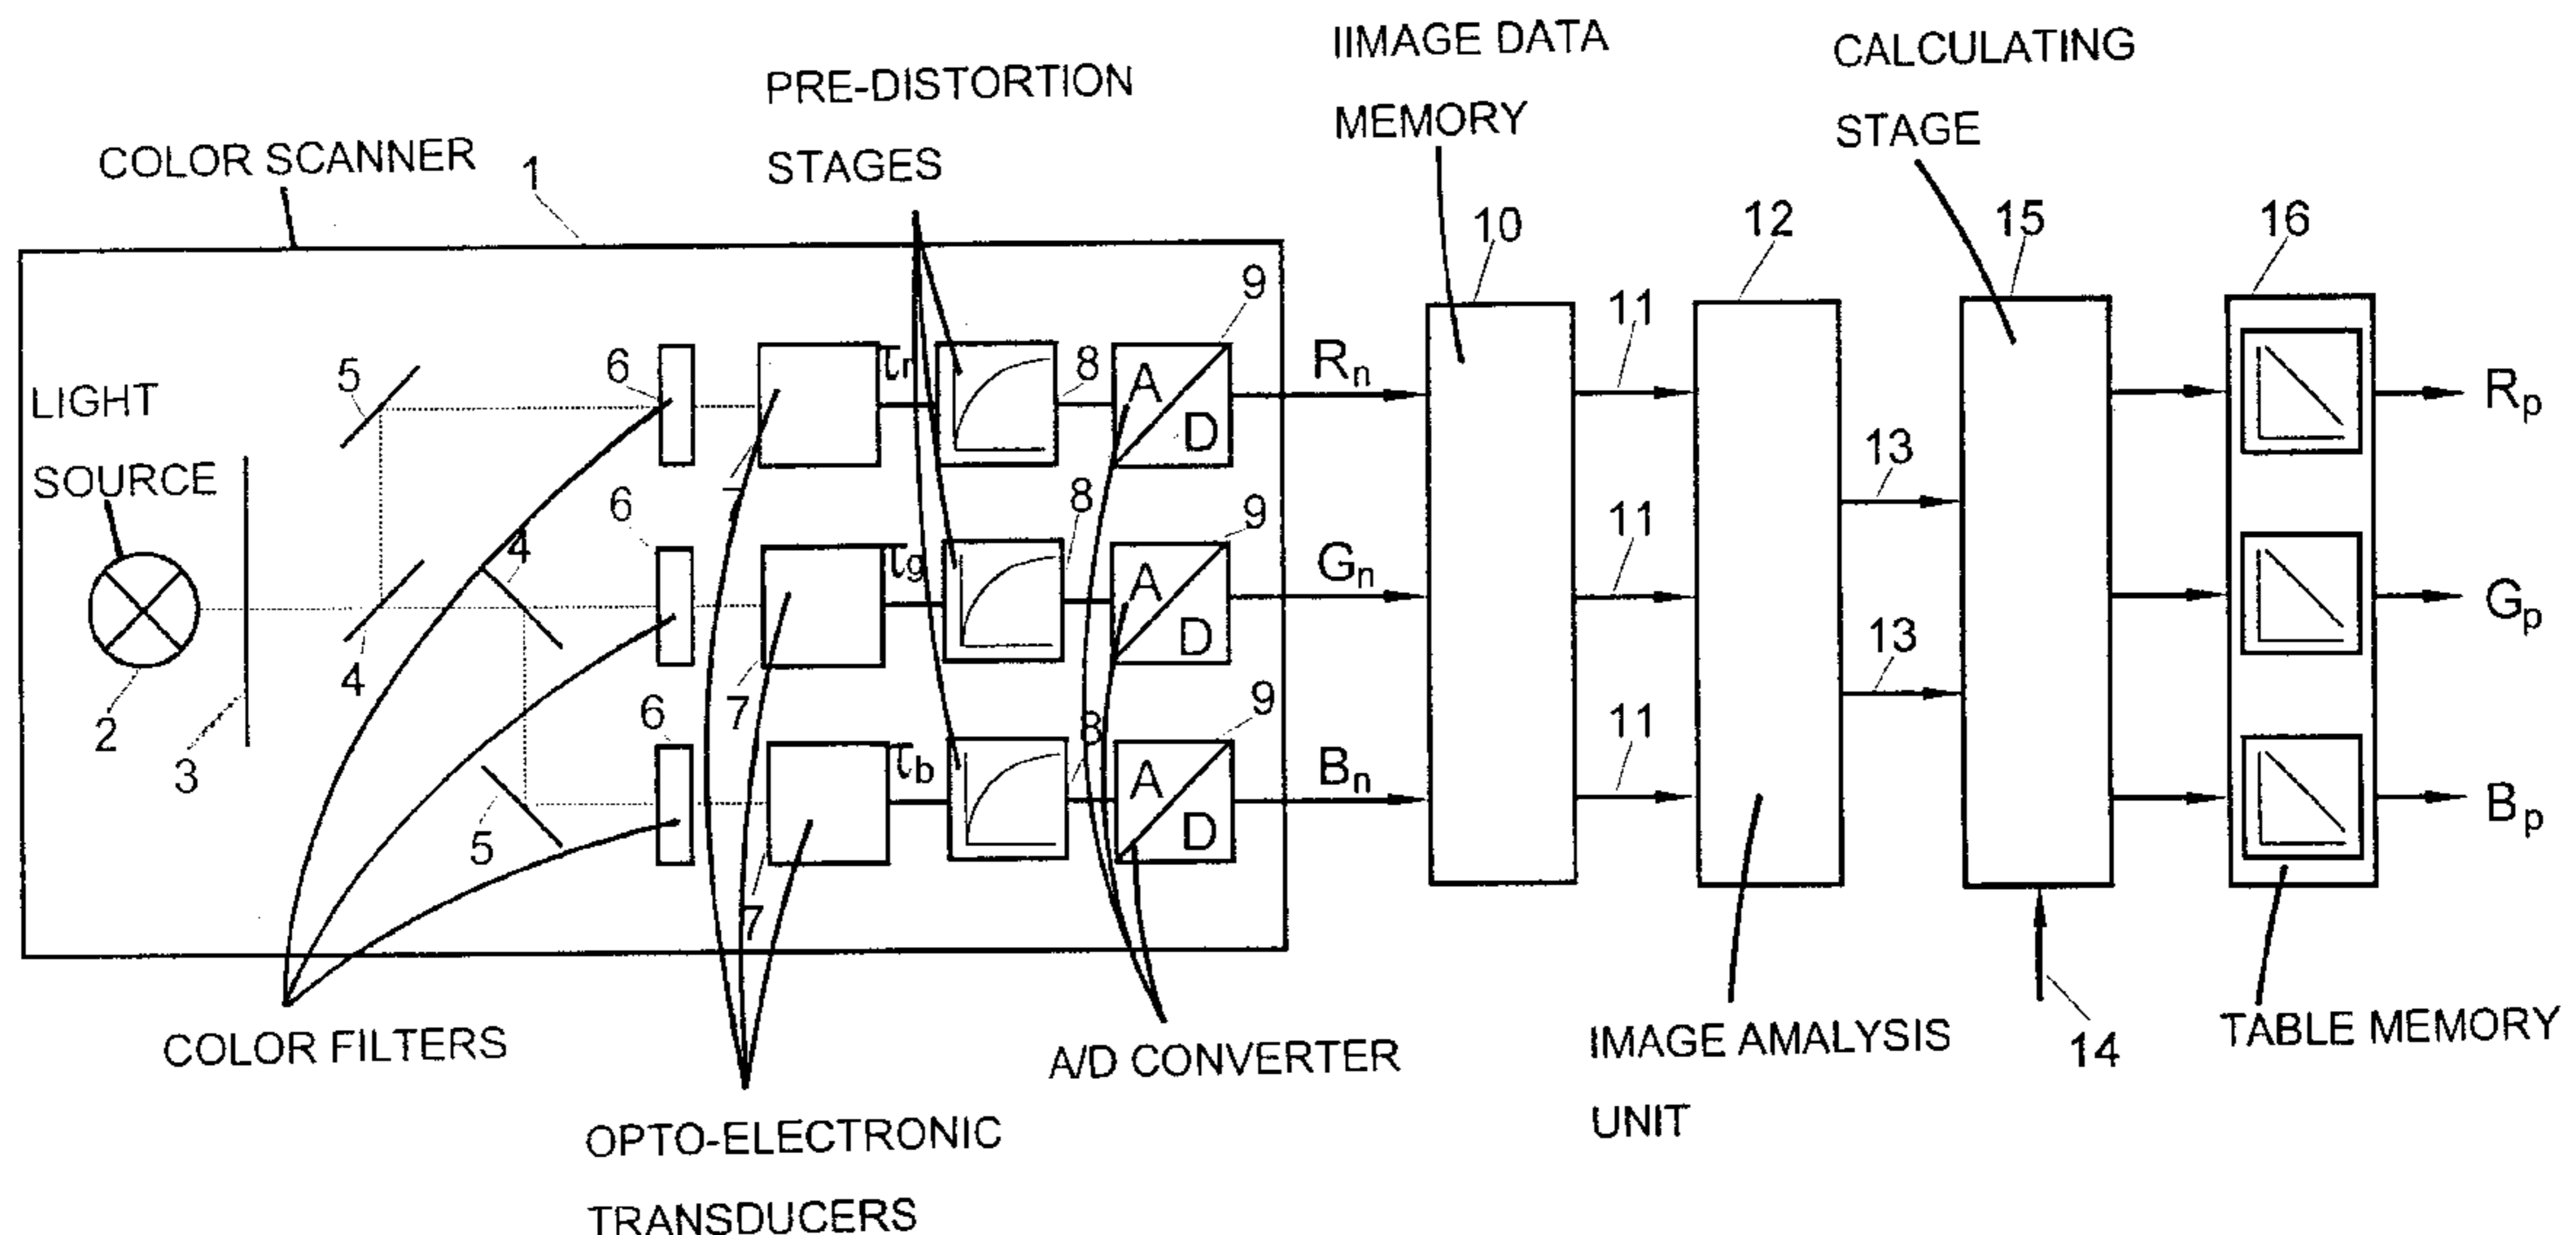 IIMAGE DATA
MEMORY
CALCULATING
STAGE
PRE-DISTORTION
STAGES
COLOR SCANNER
1
10
12
15
16
LIGHT
SOURCE
5
6
τr
8
9
Rn
11
Rp
7
13
4
6
τg
8
9
Gn
11
Gp
A
D
A
D
A
D
2
3
4
7
13
5
6
τb
8
9
Bn
11
Bp
7
COLOR FILTERS
OPTO-ELECTRONIC
TRANSDUCERS
A/D CONVERTER
IMAGE AMALYSIS
UNIT
14
TABLE MEMORY